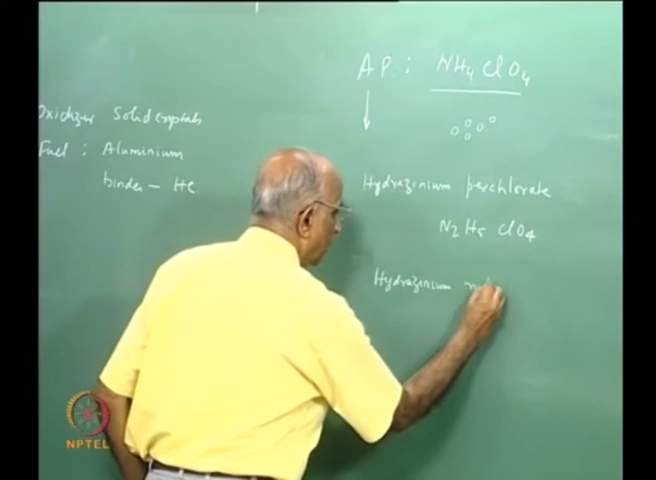 Oxidizer Solid crystals
Fuel : Aluminium
binder - HC
AP : NH4 ClO4
Hydrazinium perchlorate
N2 H5 ClO4
Hydrazinium
NPTEL